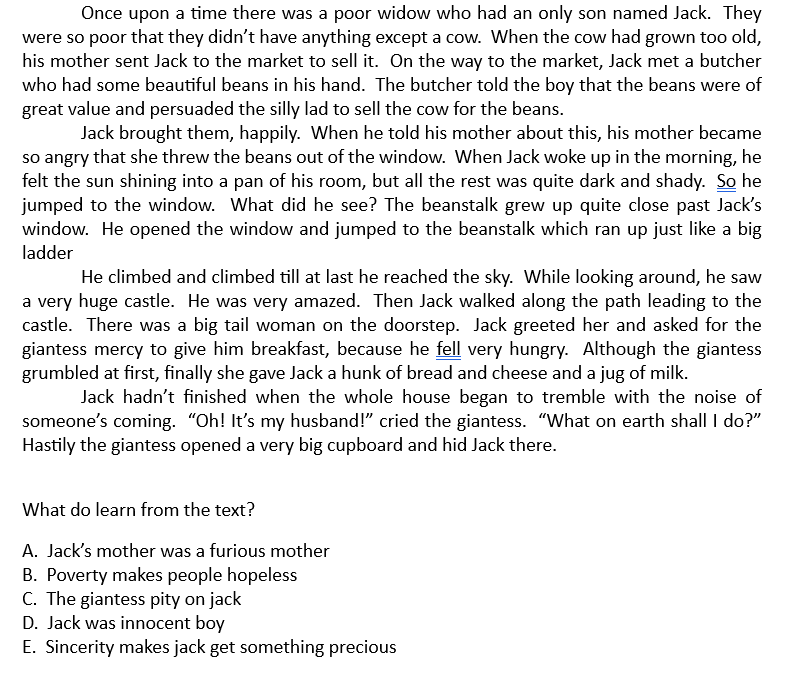 Once upon a time there was a poor widow who had an only son named Jack. They
were so poor that they didn't have anything except a cow. When the cow had grown too old,
his mother sent Jack to the market to sell it. On the way to the market, Jack met a butcher
who had some beautiful beans in his hand. The butcher told the boy that the beans were of
great value and persuaded the silly lad to sell the cow for the beans.
Jack brought them, happily. When he told his mother about this, his mother became
so angry that she threw the beans out of the window. When Jack woke up in the morning, he
felt the sun shining into a pan of his room, but all the rest was quite dark and shady. So he
jumped to the window. What did he see? The beanstalk grew up quite close past Jack's
window. He opened the window and jumped to the beanstalk which ran up just like a big
ladder
He climbed and climbed till at last he reached the sky. While looking around, he saw
a very huge castle. He was very amazed. Then Jack walked along the path leading to the
castle. There was a big tail woman on the doorstep. Jack greeted her and asked for the
giantess mercy to give him breakfast, because he fell very hungry. Although the giantess
grumbled at first, finally she gave Jack a hunk of bread and cheese and a jug of milk.
Jack hadn't finished when the whole house began to tremble with the noise of
someone's coming. "Oh! It's my husband!" cried the giantess. "What on earth shall I do?"
Hastily the giantess opened a very big cupboard and hid Jack there.
What do learn from the text?
A. Jack's mother was a furious mother
B. Poverty makes people hopeless
C. The giantess pity on jack
D. Jack was innocent boy
E. Sincerity makes jack get something precious